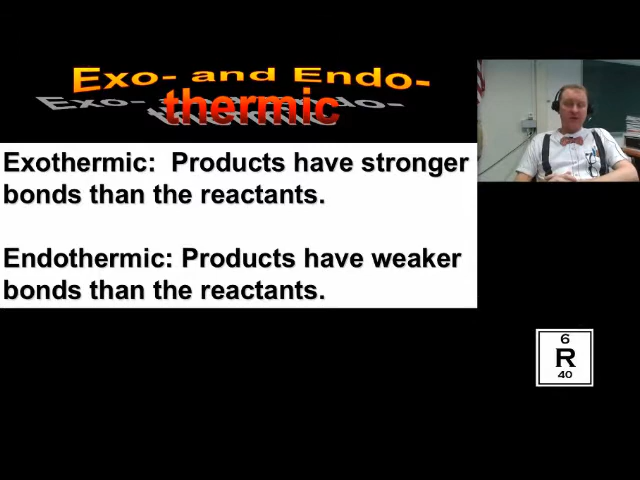 Exo- and Endo-
thermic
Exothermic: Products have stronger
bonds than the reactants.
Endothermic: Products have weaker
bonds than the reactants.
6
R
40